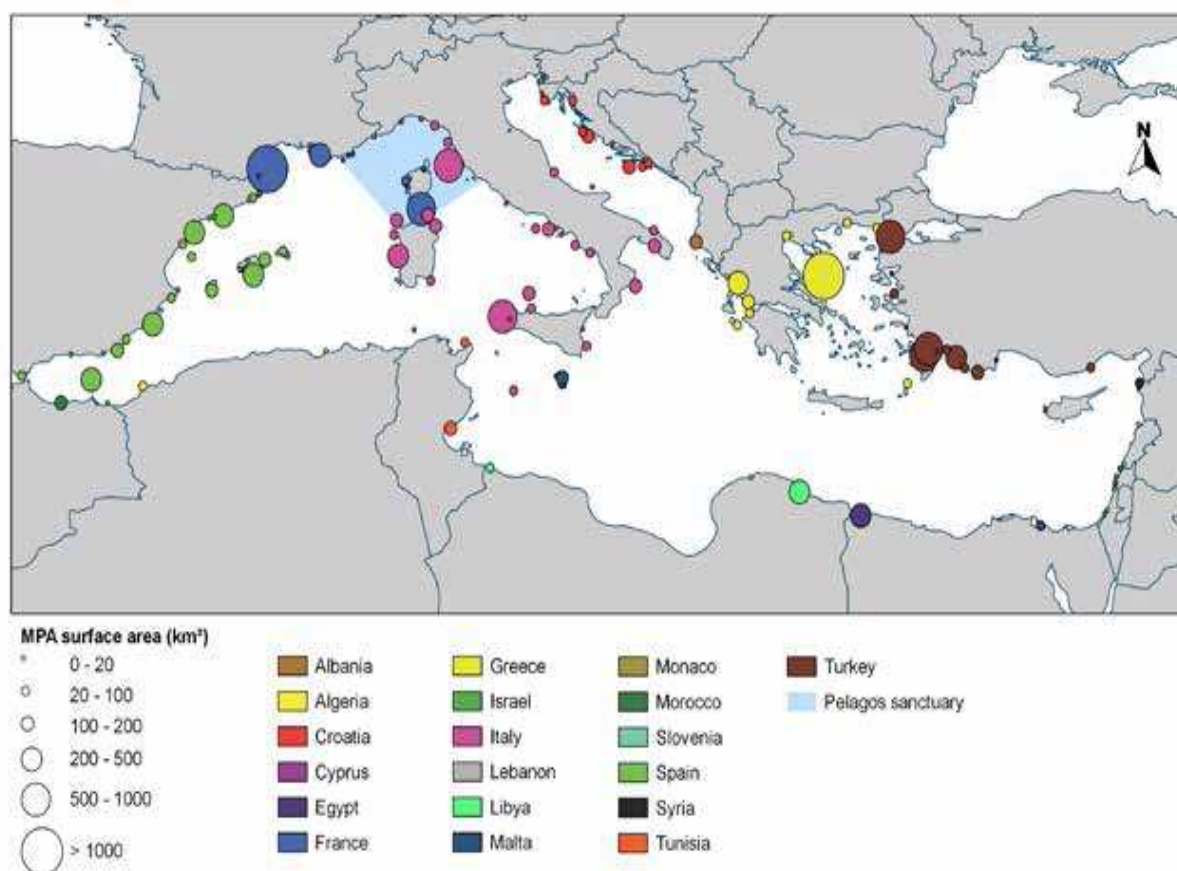 N
MPA surface area (km²)
0 - 20
20 - 100
100 - 200
200 - 500
500 - 1000
> 1000
Albania
Algeria
Croatia
Cyprus
Egypt
France
Greece
Israel
Italy
Lebanon
Libya
Malta
Monaco
Morocco
Slovenia
Spain
Syria
Tunisia
Turkey
Pelagos sanctuary